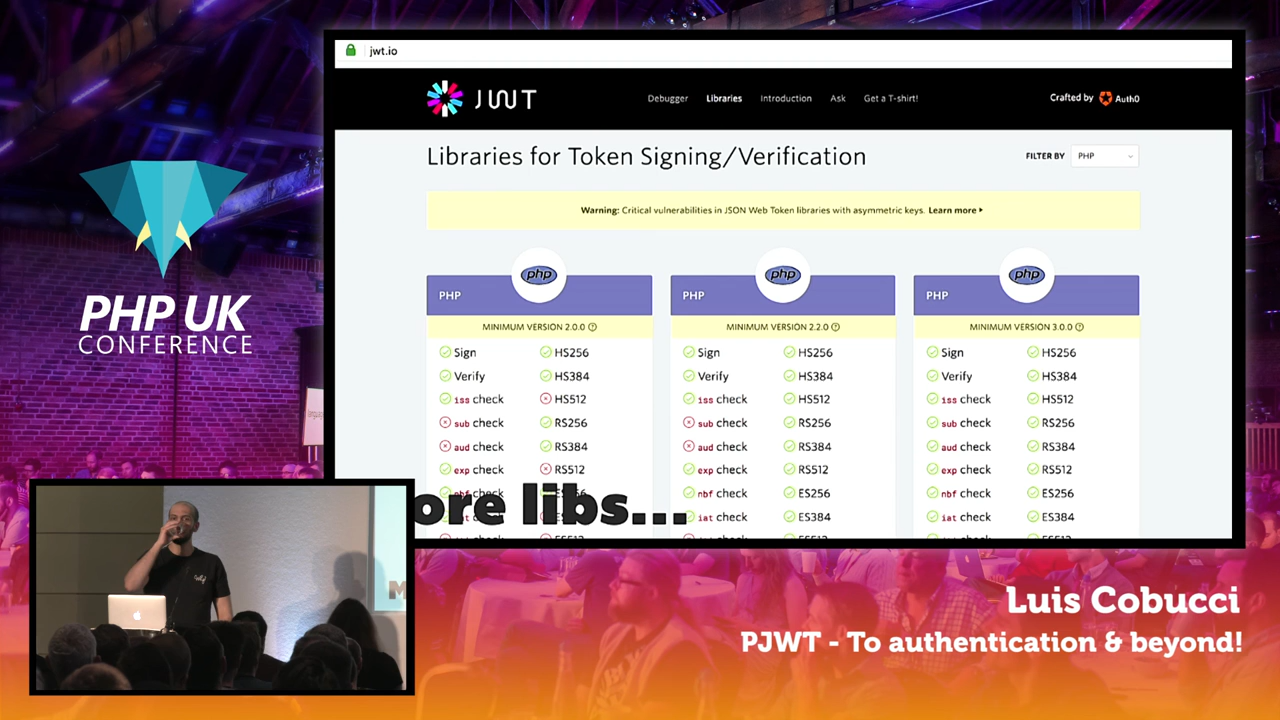 jwt.io
JWT
Debugger
Libraries
Introduction
Ask
Get a T-shirt!
Crafted by Auth0
Libraries for Token Signing/Verification
FILTER BY
PHP
Warning: Critical vulnerabilities in JSON Web Token libraries with asymmetric keys. Learn more
php
PHP
MINIMUM VERSION 2.0.0
Sign HS256
Verify HS384
iss check HS512
sub check RS256
aud check RS384
exp check RS512
php
PHP
MINIMUM VERSION 2.2.0
Sign HS256
Verify HS384
iss check HS512
sub check RS256
aud check RS384
exp check RS512
nbf check ES256
iat check ES384
php
PHP
MINIMUM VERSION 3.0.0
Sign HS256
Verify HS384
iss check HS512
sub check RS256
aud check RS384
exp check RS512
nbf check ES256
iat check ES384
ore libs...
PHP UK
CONFERENCE
Luis Cobucci
PJWT - To authentication & beyond!